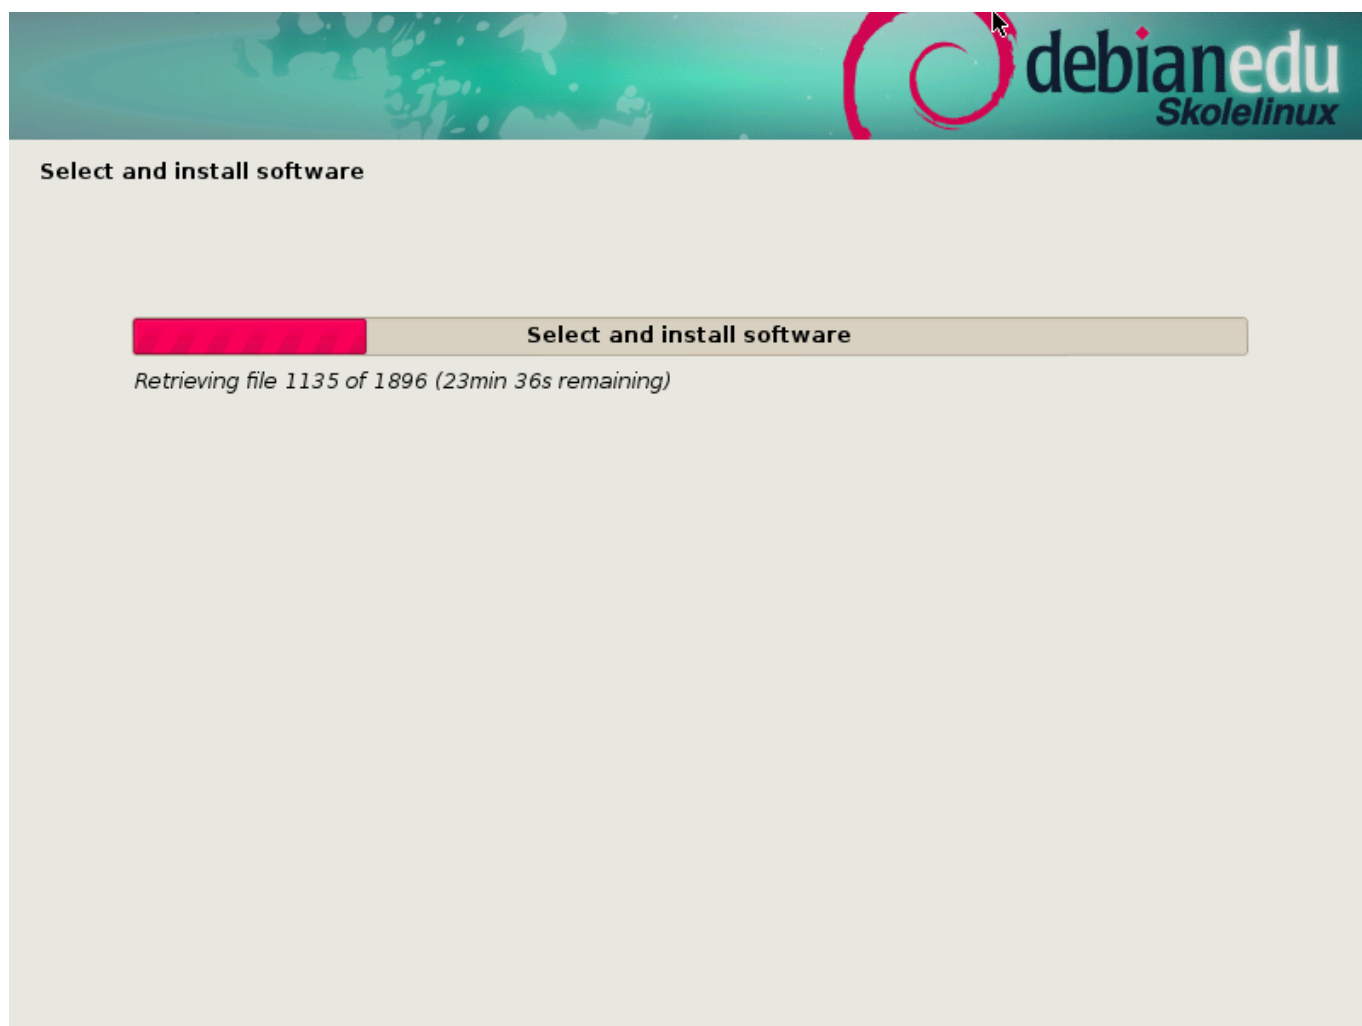 debianedu
Skolelinux
Select and install software
Select and install software
Retrieving file 1135 of 1896 (23min 36s remaining)